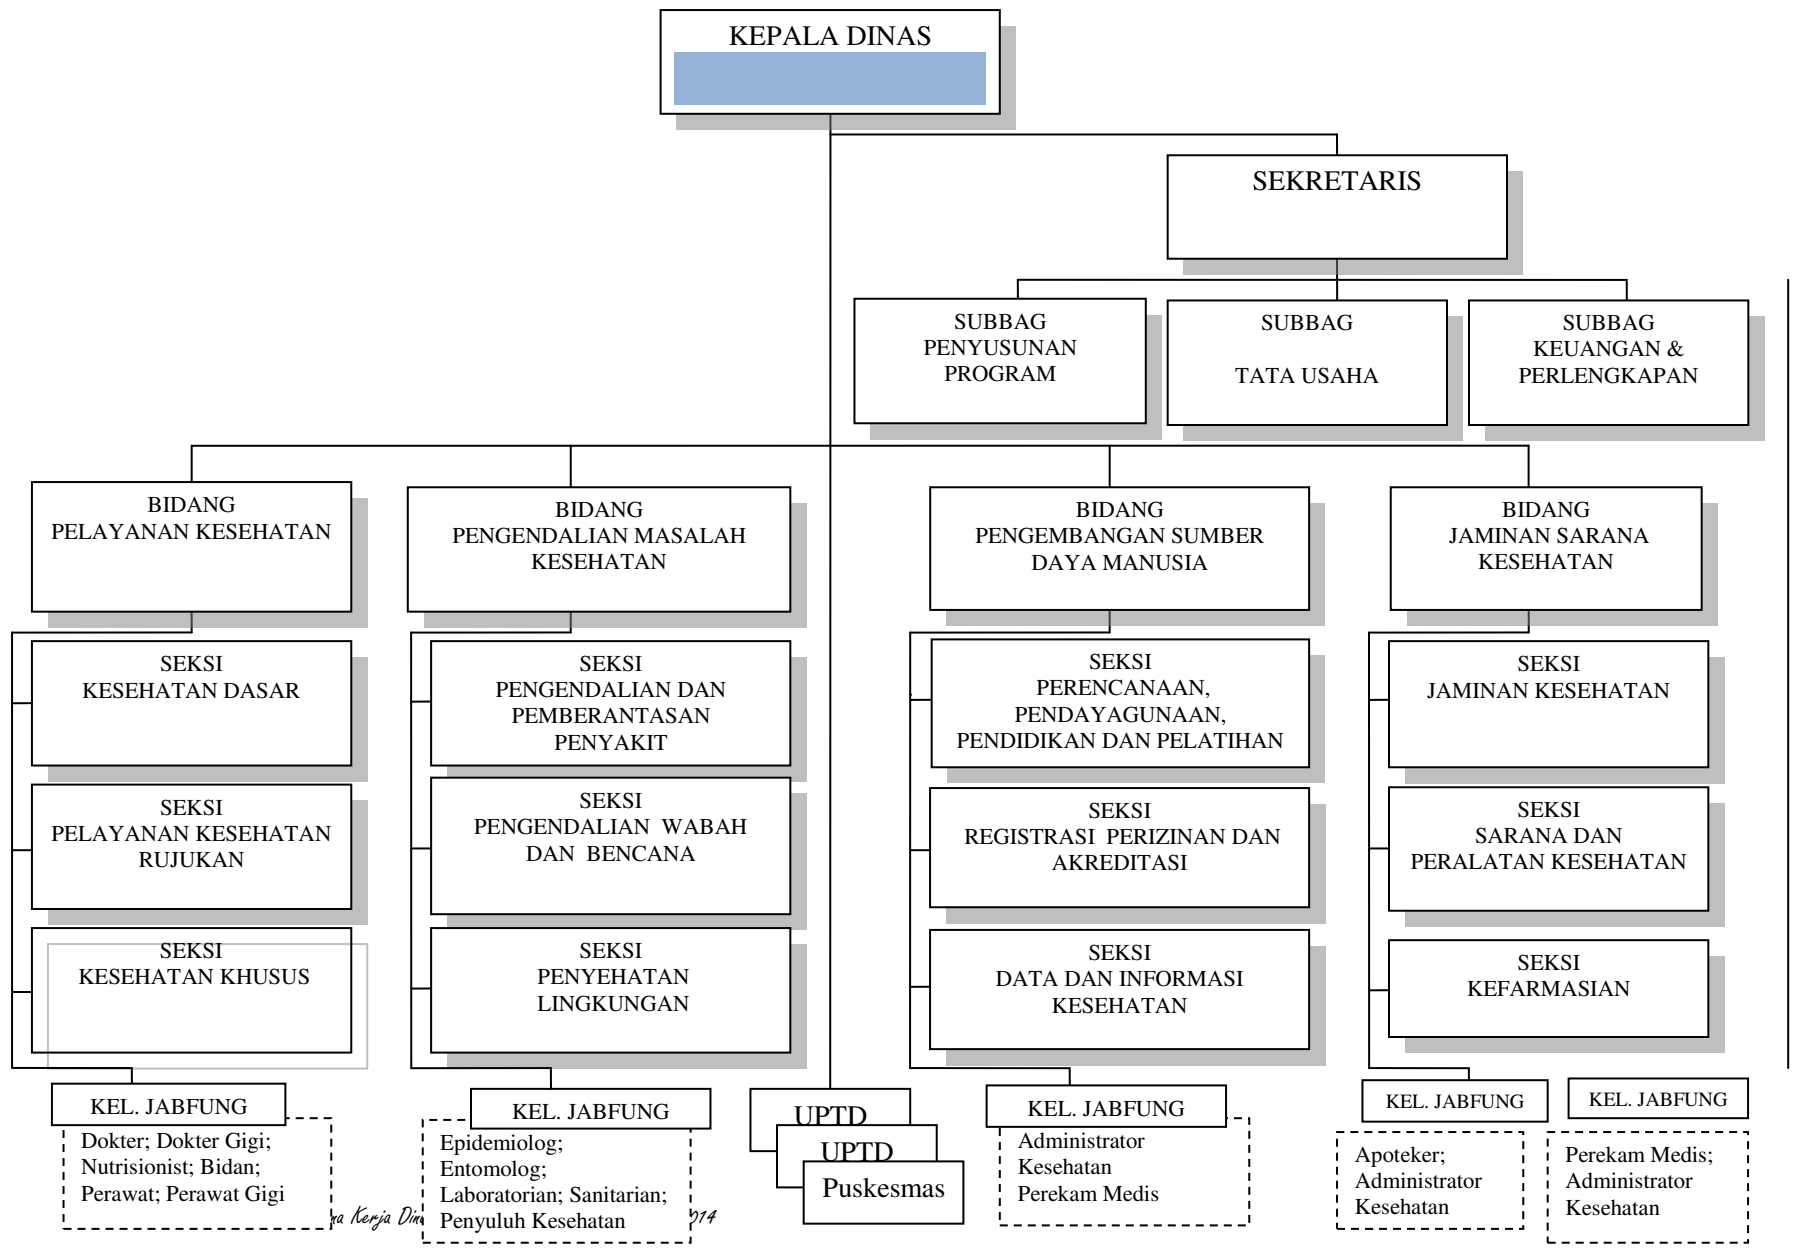 KEPALA DINAS
SEKRETARIS
SUBBAG
PENYUSUNAN
PROGRAM
SUBBAG
TATA USAHA
SUBBAG
KEUANGAN &
PERLENGKAPAN
BIDANG
PELAYANAN KESEHATAN
BIDANG
PENGENDALIAN MASALAH
KESEHATAN
BIDANG
PENGEMBANGAN SUMBER
DAYA MANUSIA
BIDANG
JAMINAN SARANA
KESEHATAN
SEKSI
KESEHATAN DASAR
SEKSI
PENGENDALIAN DAN
PEMBERANTASAN
PENYAKIT
SEKSI
PERENCANAAN,
PENDAYAGUNAAN,
PENDIDIKAN DAN PELATIHAN
SEKSI
JAMINAN KESEHATAN
SEKSI
PELAYANAN KESEHATAN
RUJUKAN
SEKSI
PENGENDALIAN WABAH
DAN BENCANA
SEKSI
REGISTRASI PERIZINAN DAN
AKREDITASI
SEKSI
SARANA DAN
PERALATAN KESEHATAN
SEKSI
KESEHATAN KHUSUS
SEKSI
PENYEHATAN
LINGKUNGAN
SEKSI
DATA DAN INFORMASI
KESEHATAN
SEKSI
KEFARMASIAN
KEL. JABFUNG
Dokter; Dokter Gigi;
Nutrisionist; Bidan;
Perawat; Perawat Gigi
KEL. JABFUNG
Epidemiolog;
Entomolog;
Laboratorian; Sanitarian;
Penyuluh Kesehatan
UPTD
UPTD
Puskesmas
KEL. JABFUNG
Administrator
Kesehatan
Perekam Medis
KEL. JABFUNG
Apoteker;
Administrator
Kesehatan
KEL. JABFUNG
Perekam Medis;
Administrator
Kesehatan
Kerja